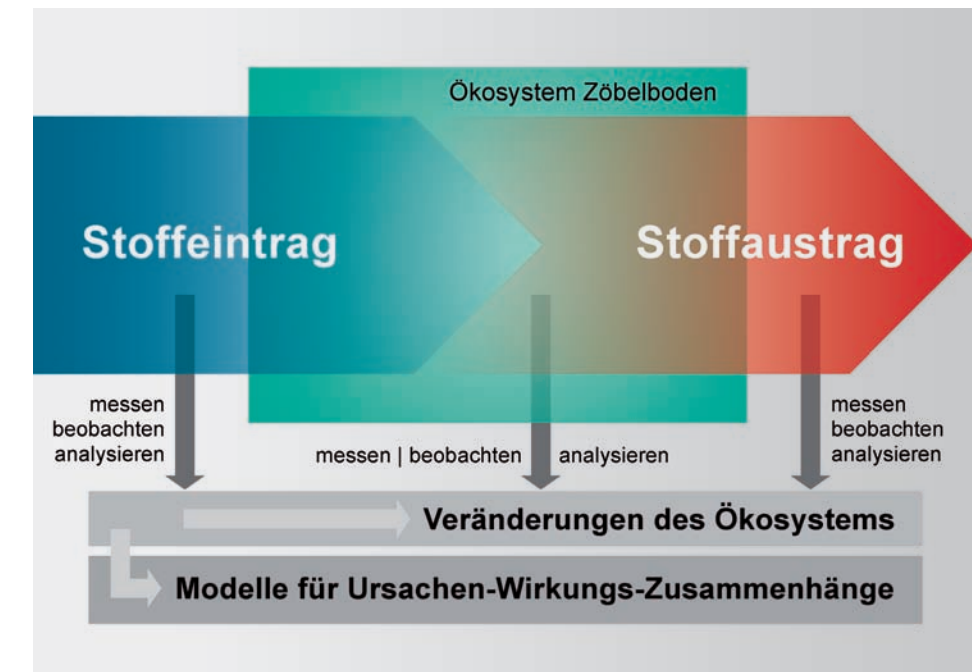 Ökosystem Zöbelboden
Stoffeintrag
Stoffaustrag
messen
beobachten
analysieren
messen | beobachten
analysieren
messen
beobachten
analysieren
Veränderungen des Ökosystems
Modelle für Ursachen-Wirkungs-Zusammenhänge